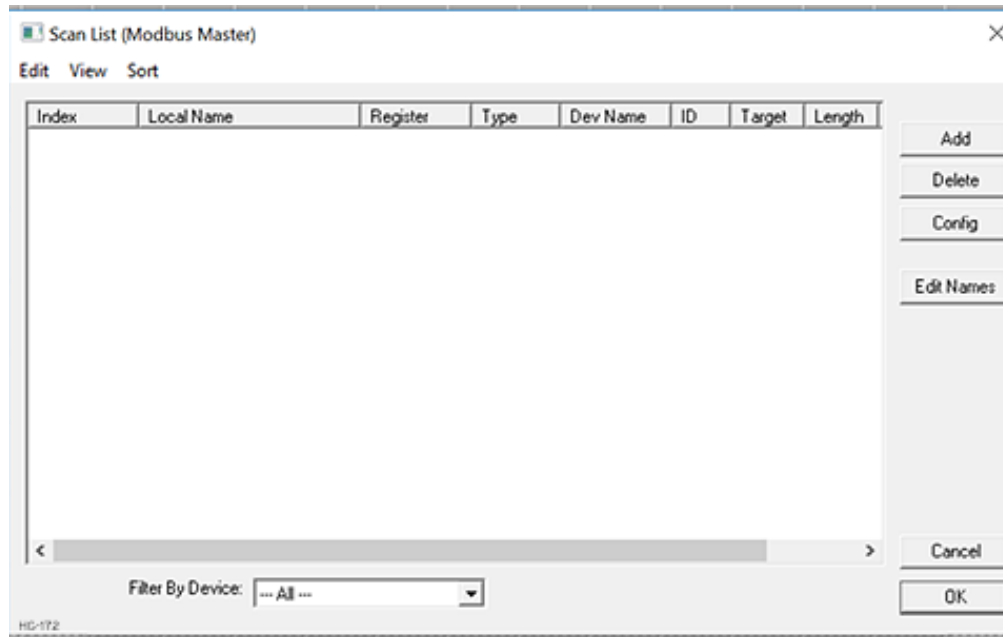 Scan List (Modbus Master)
Edit View Sort
Index Local Name Register Type Dev Name ID Target Length
Add
Delete
Config
Edit Names
Cancel
Filter By Device: --- All ---
OK
HG-172